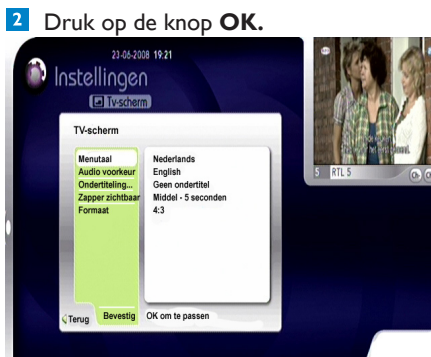 2 Druk op de knop OK.
23-06-2008 19:21
Instellingen
Tv-scherm
TV-scherm
Menutaal Nederlands
Audio voorkeur English
Ondertiteling... Geen ondertitel
Zapper zichtbaar Middel - 5 seconden
Formaat 4:3
Terug Bevestig OK om te passen
5 RTL 5